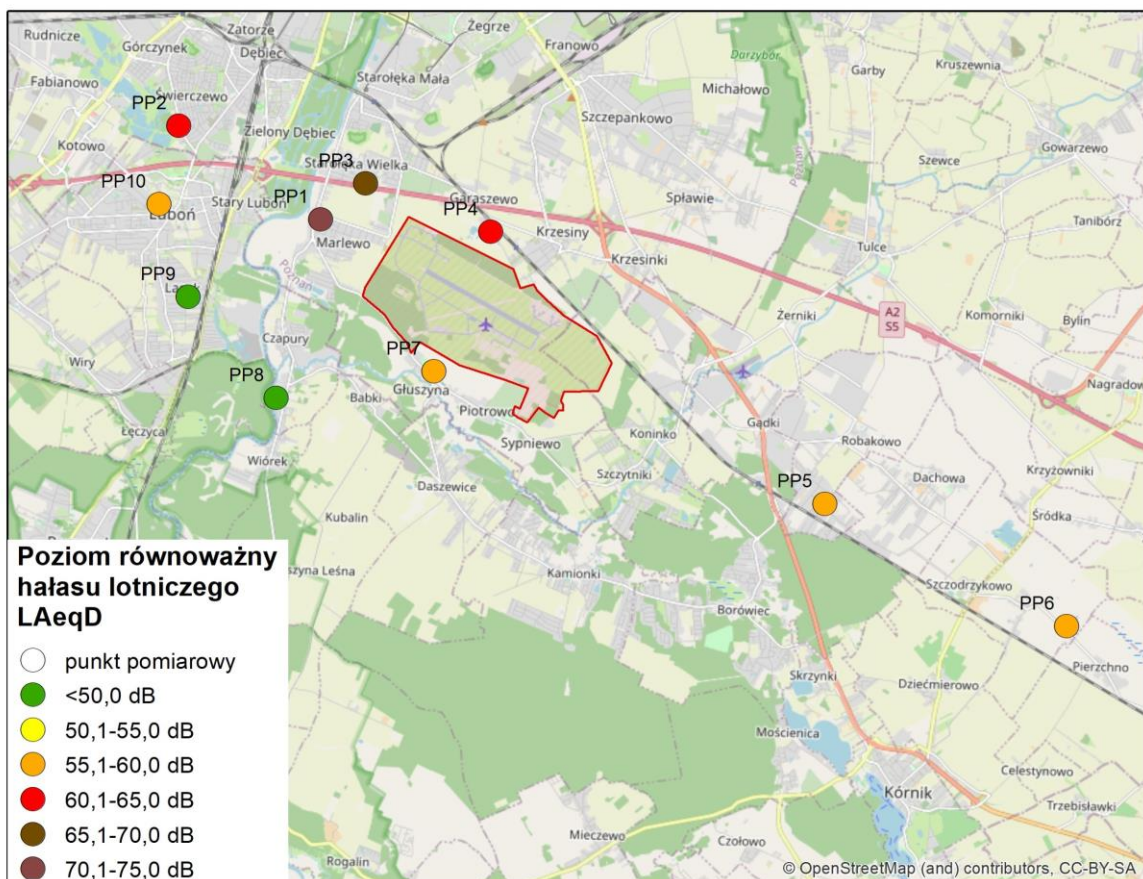 Rudnicze
Zatorze
Żegrze
Górczynek
Dębiec
Franowo
Darzybór
Garby
Kruszewnia
Fabianowo
Starołęka Mała
Michałowo
PP2
Świerczewo
Szczepankowo
Zielony Dębiec
Gowarzewo
Kotowo
Starołęka Wielka
Szewce
PP3
PP10
Stary Luboń
PP1
Garaszewo
Spławie
Poznań
Luboń
PP4
Tanibórz
Marlewo
Krzesiny
Tulce
Krzesinki
PP9
Poznań
Lasek
A2
S5
Żerniki
Komorniki
Bylin
Czapury
Wiry
PP7
PP8
Głuszyna
Babki
Piotrowo
Nagradowice
Łęczyca
Gądki
Sypniewo
Koninko
Robakowo
Wiórek
Szczytniki
Krzyżowniki
Daszewice
PP5
Dachowa
Kubalin
Śródka
Poziom równoważny
hałasu lotniczego
LAeqD
Kamionki
Szczodrzykowo
Borówiec
PP6
punkt pomiarowy
Pierzchno
<50,0 dB
Skrzynki
Dziećmierowo
50,1-55,0 dB
Mościenica
55,1-60,0 dB
Celestynowo
60,1-65,0 dB
Kórnik
Trzebisławki
65,1-70,0 dB
Mieczewo
Czołowo
70,1-75,0 dB
Rogalin
© OpenStreetMap (and) contributors, CC-BY-SA